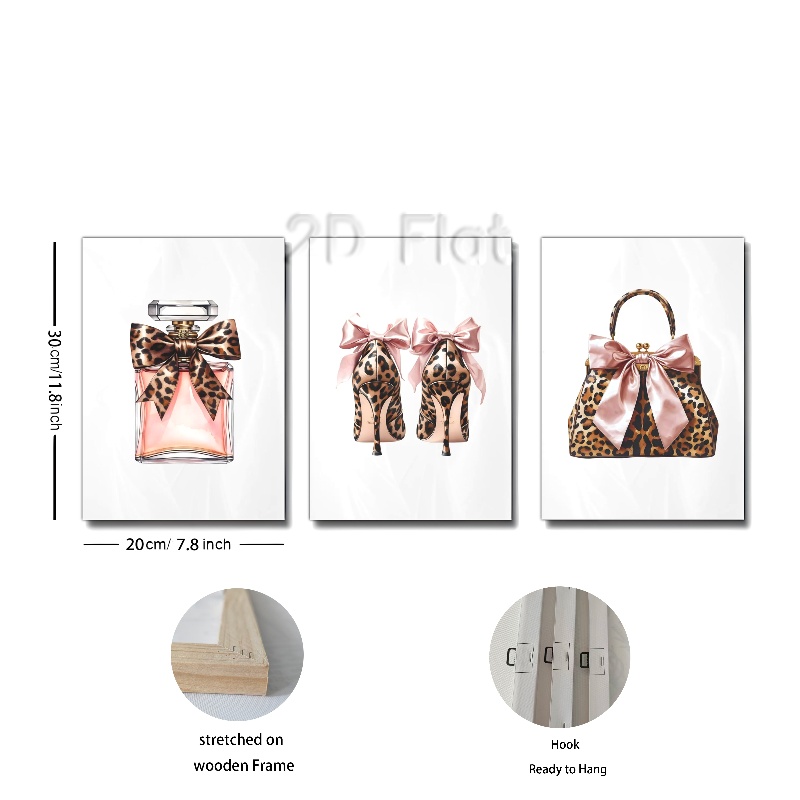 2D Flat
30cm/11.8inch
20cm/ 7.8 inch
stretched on
wooden Frame
Hook
Ready to Hang